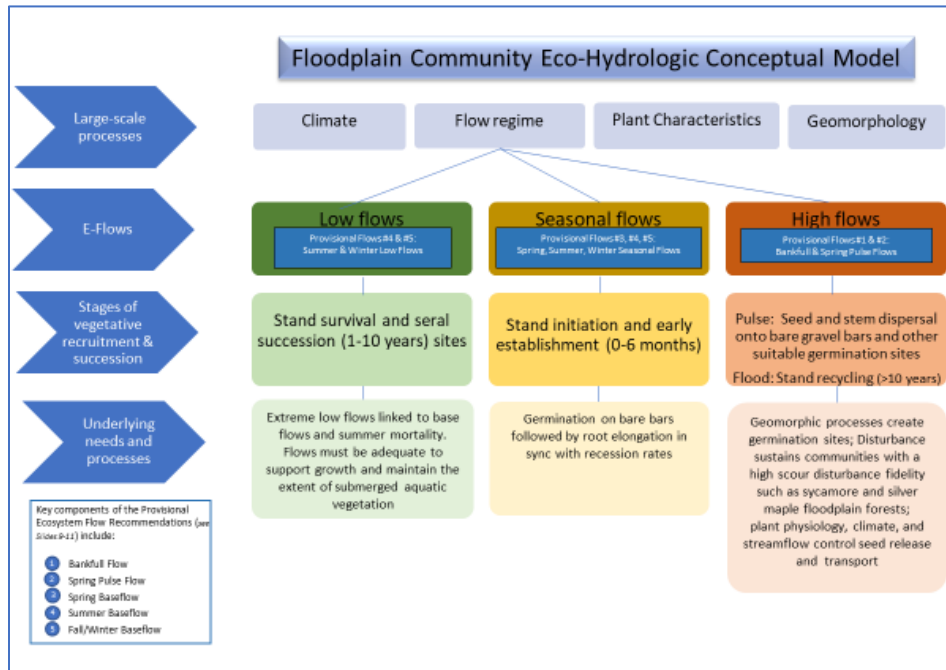 Floodplain Community Eco-Hydrologic Conceptual Model
Large-scale
processes
Climate
Flow regime
Plant Characteristics
Geomorphology
E-Flows
Low flows
Provisional Flows #4 & #5:
Summer & Winter Low Flows
Seasonal flows
Provisional Flows #3, #4, #5:
Spring, Summer, Winter Seasonal Flows
High flows
Provisional Flows #1 & #2:
Bankfull & Spring Pulse Flows
Stages of
vegetative
recruitment &
succession
Stand survival and seral
succession (1-10 years) sites
Stand initiation and early
establishment (0-6 months)
Pulse: Seed and stem dispersal
onto bare gravel bars and other
suitable germination sites
Flood: Stand recycling (>10 years)
Underlying
needs and
processes
Extreme low flows linked to base
flows and summer mortality.
Flows must be adequate to
support growth and maintain the
extent of submerged aquatic
vegetation
Germination on bare bars
followed by root elongation in
sync with recession rates
Geomorphic processes create
germination sites; Disturbance
sustains communities with a
high scour disturbance fidelity
such as sycamore and silver
maple floodplain forests;
plant physiology, climate, and
streamflow control seed release
and transport
Key components of the Provisional
Ecosystem Flow Recommendations (see
Slides 9-11) include:
1 Bankfull Flow
2 Spring Pulse Flow
3 Spring Baseflow
4 Summer Baseflow
5 Fall/Winter Baseflow